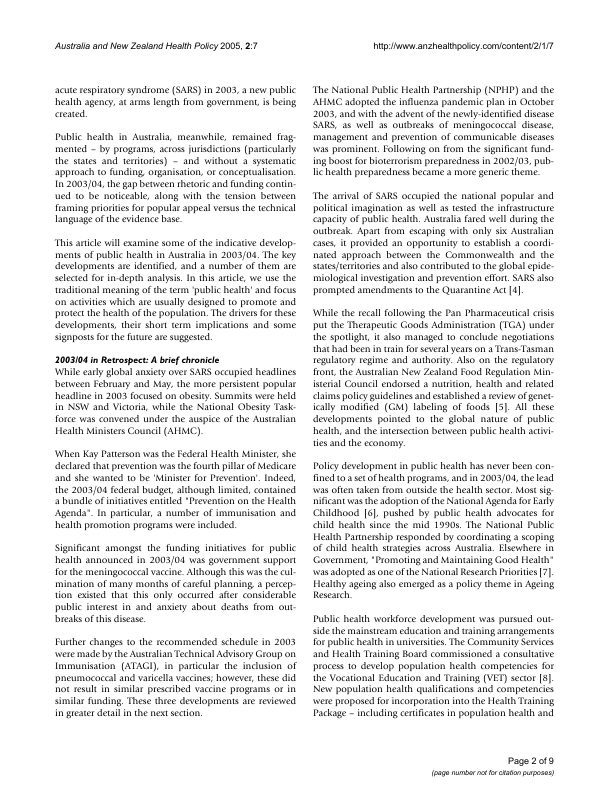 Australia and New Zealand Health Policy 2005, 2:7
http://www.anzhealthpolicy.com/content/2/1/7
acute respiratory syndrome (SARS) in 2003, a new public
health agency, at arms length from government, is being
created.
Public health in Australia, meanwhile, remained frag-
mented – by programs, across jurisdictions (particularly
the states and territories) – and without a systematic
approach to funding, organisation, or conceptualisation.
In 2003/04, the gap between rhetoric and funding contin-
ued to be noticeable, along with the tension between
framing priorities for popular appeal versus the technical
language of the evidence base.
This article will examine some of the indicative develop-
ments of public health in Australia in 2003/04. The key
developments are identified, and a number of them are
selected for in-depth analysis. In this article, we use the
traditional meaning of the term 'public health' and focus
on activities which are usually designed to promote and
protect the health of the population. The drivers for these
developments, their short term implications and some
signposts for the future are suggested.
2003/04 in Retrospect: A brief chronicle
While early global anxiety over SARS occupied headlines
between February and May, the more persistent popular
headline in 2003 focused on obesity. Summits were held
in NSW and Victoria, while the National Obesity Task-
force was convened under the auspice of the Australian
Health Ministers Council (AHMC).
When Kay Patterson was the Federal Health Minister, she
declared that prevention was the fourth pillar of Medicare
and she wanted to be 'Minister for Prevention'. Indeed,
the 2003/04 federal budget, although limited, contained
a bundle of initiatives entitled "Prevention on the Health
Agenda". In particular, a number of immunisation and
health promotion programs were included.
Significant amongst the funding initiatives for public
health announced in 2003/04 was government support
for the meningococcal vaccine. Although this was the cul-
mination of many months of careful planning, a percep-
tion existed that this only occurred after considerable
public interest in and anxiety about deaths from out-
breaks of this disease.
Further changes to the recommended schedule in 2003
were made by the Australian Technical Advisory Group on
Immunisation (ATAGI), in particular the inclusion of
pneumococcal and varicella vaccines; however, these did
not result in similar prescribed vaccine programs or in
similar funding. These three developments are reviewed
in greater detail in the next section.
The National Public Health Partnership (NPHP) and the
AHMC adopted the influenza pandemic plan in October
2003, and with the advent of the newly-identified disease
SARS, as well as outbreaks of meningococcal disease,
management and prevention of communicable diseases
was prominent. Following on from the significant fund-
ing boost for bioterrorism preparedness in 2002/03, pub-
lic health preparedness became a more generic theme.
The arrival of SARS occupied the national popular and
political imagination as well as tested the infrastructure
capacity of public health. Australia fared well during the
outbreak. Apart from escaping with only six Australian
cases, it provided an opportunity to establish a coordi-
nated approach between the Commonwealth and the
states/territories and also contributed to the global epide-
miological investigation and prevention effort. SARS also
prompted amendments to the Quarantine Act [4].
While the recall following the Pan Pharmaceutical crisis
put the Therapeutic Goods Administration (TGA) under
the spotlight, it also managed to conclude negotiations
that had been in train for several years on a Trans-Tasman
regulatory regime and authority. Also on the regulatory
front, the Australian New Zealand Food Regulation Min-
isterial Council endorsed a nutrition, health and related
claims policy guidelines and established a review of genet-
ically modified (GM) labeling of foods [5]. All these
developments pointed to the global nature of public
health, and the intersection between public health activi-
ties and the economy.
Policy development in public health has never been con-
fined to a set of health programs, and in 2003/04, the lead
was often taken from outside the health sector. Most sig-
nificant was the adoption of the National Agenda for Early
Childhood [6], pushed by public health advocates for
child health since the mid 1990s. The National Public
Health Partnership responded by coordinating a scoping
of child health strategies across Australia. Elsewhere in
Government, "Promoting and Maintaining Good Health"
was adopted as one of the National Research Priorities [7].
Healthy ageing also emerged as a policy theme in Ageing
Research.
Public health workforce development was pursued out-
side the mainstream education and training arrangements
for public health in universities. The Community Services
and Health Training Board commissioned a consultative
process to develop population health competencies for
the Vocational Education and Training (VET) sector [8].
New population health qualifications and competencies
were proposed for incorporation into the Health Training
Package – including certificates in population health and
Page 2 of 9
(page number not for citation purposes)